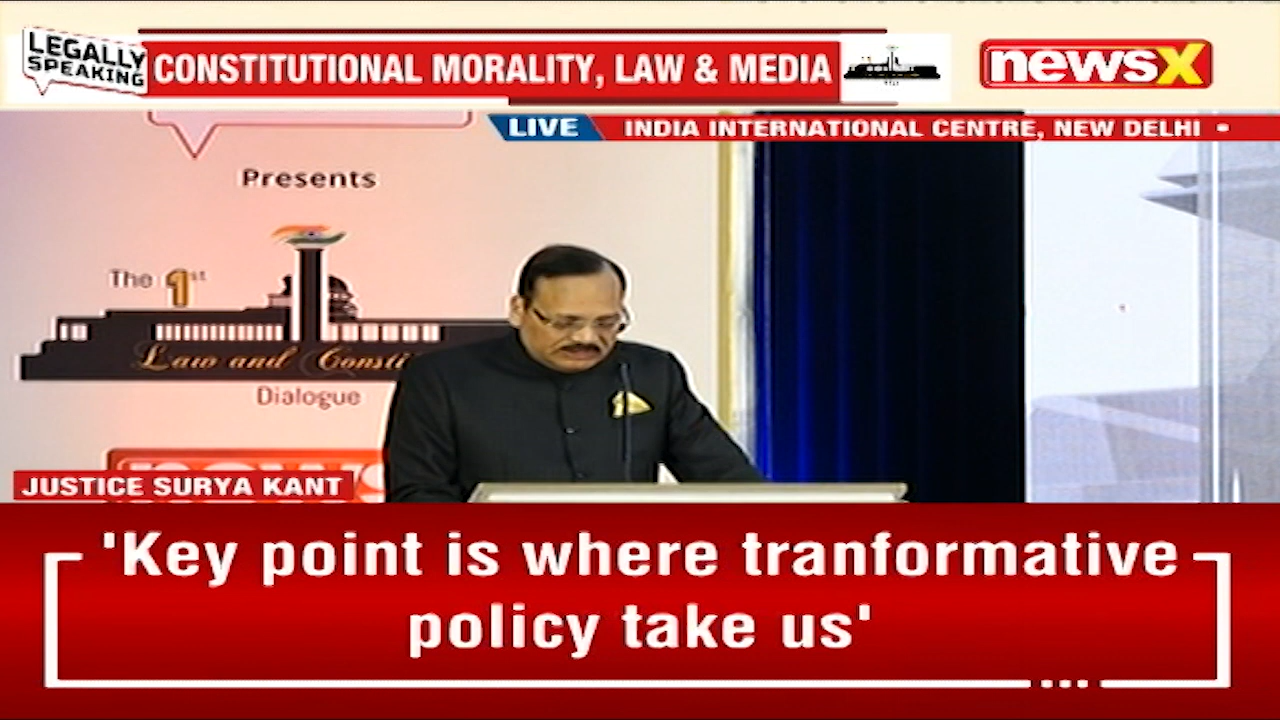 LEGALLY
SPEAKING
CONSTITUTIONAL MORALITY, LAW & MEDIA
newsX
LIVE
INDIA INTERNATIONAL CENTRE, NEW DELHI
Presents
The 1st
Law and Consti
Dialogue
news
JUSTICE SURYA KANT
'Key point is where tranformative
policy take us'